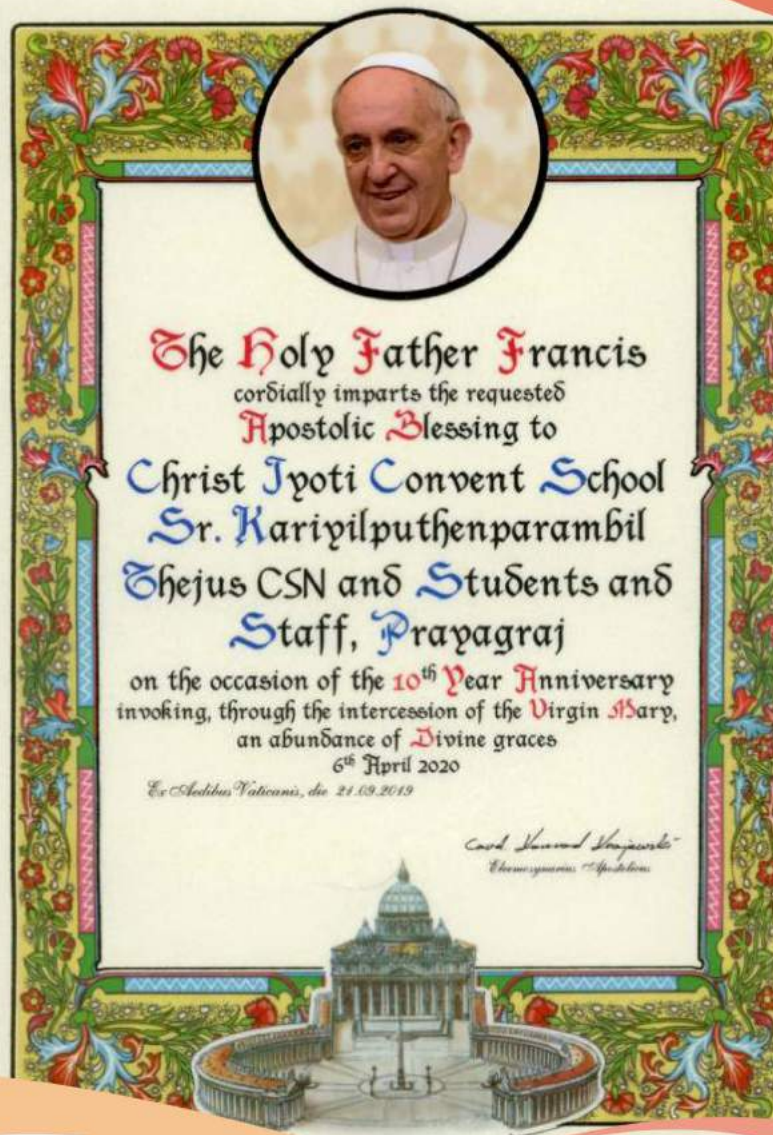 The Holy Father Francis
cordially imparts the requested
Apostolic Blessing to
Christ Jyoti Convent School
Sr. Kariyilputhenparambil
Thejus CSN and Students and
Staff, Prayagraj
on the occasion of the 10th Year Anniversary
invoking, through the intercession of the Virgin Mary,
an abundance of Divine graces
6th April 2020
Ex Aedibus Vaticanis, die 21.09.2019
Card. Konrad Krajewski
Eleemosynarius Apostolicus